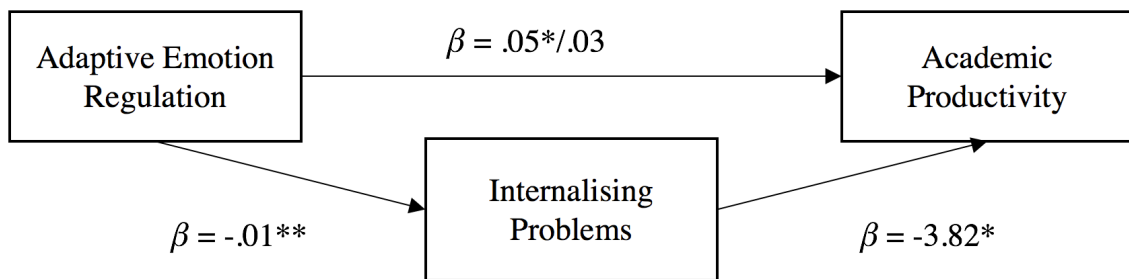 Adaptive Emotion
Regulation
β = .05*/.03
Academic
Productivity
Internalising
Problems
β = -.01**
β = -3.82*